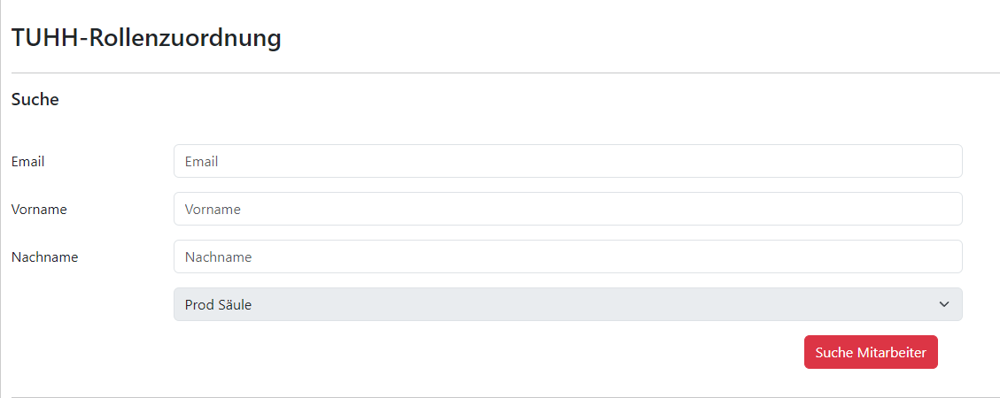 TUHH-Rollenzuordnung
Suche
Email Email
Vorname Vorname
Nachname Nachname
Prod Säule
Suche Mitarbeiter